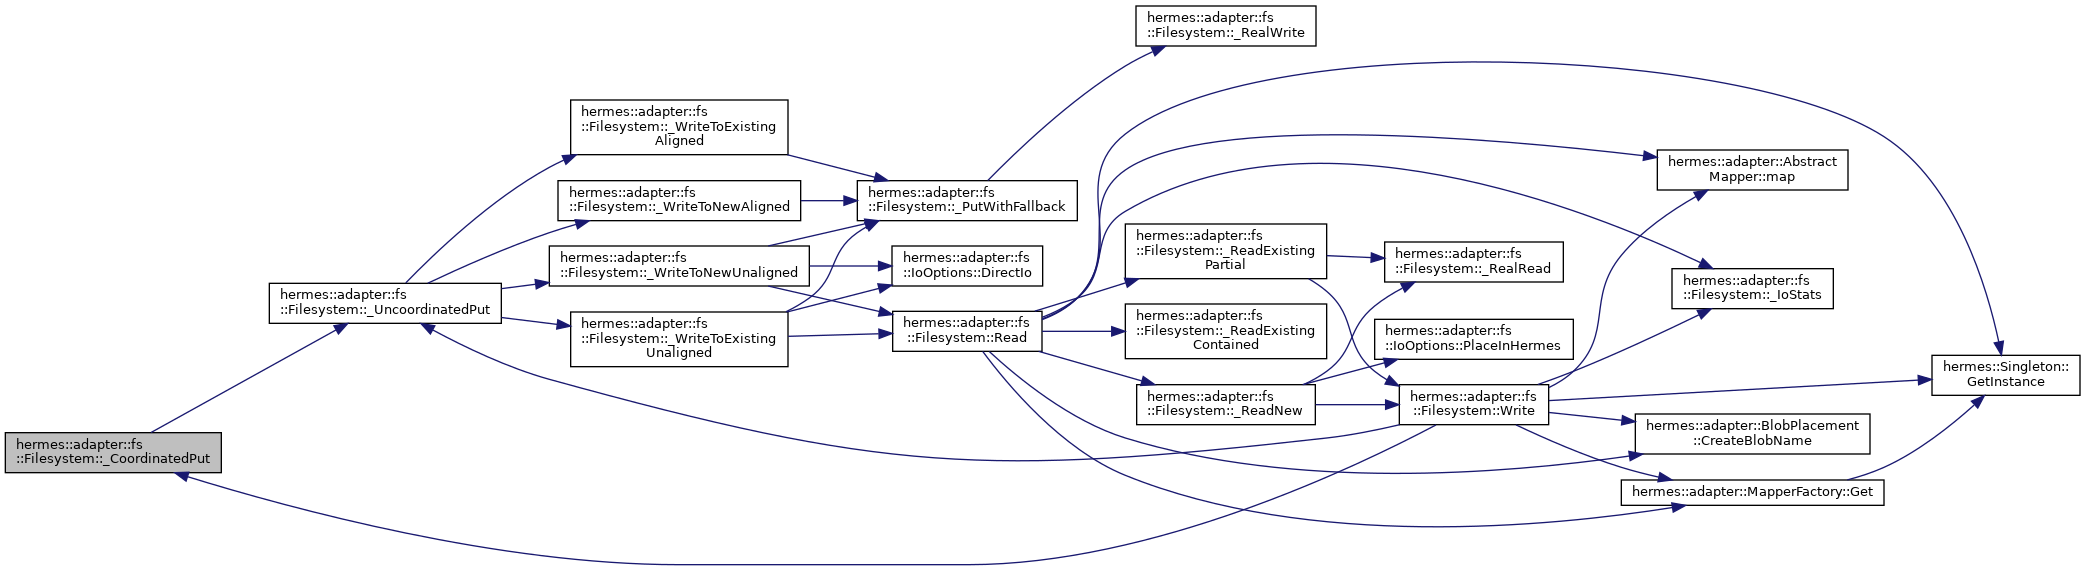 hermes::adapter::fs
::Filesystem::_CoordinatedPut
hermes::adapter::fs
::Filesystem::_UncoordinatedPut
hermes::adapter::fs
::Filesystem::_WriteToExisting
Aligned
hermes::adapter::fs
::Filesystem::_WriteToNewAligned
hermes::adapter::fs
::Filesystem::_WriteToNewUnaligned
hermes::adapter::fs
::Filesystem::_WriteToExisting
Unaligned
hermes::adapter::fs
::Filesystem::_PutWithFallback
hermes::adapter::fs
::IoOptions::DirectIo
hermes::adapter::fs
::Filesystem::Read
hermes::adapter::fs
::Filesystem::_RealWrite
hermes::adapter::fs
::Filesystem::_ReadExisting
Partial
hermes::adapter::fs
::Filesystem::_ReadExisting
Contained
hermes::adapter::fs
::Filesystem::_ReadNew
hermes::adapter::fs
::Filesystem::_RealRead
hermes::adapter::fs
::IoOptions::PlaceInHermes
hermes::adapter::fs
::Filesystem::Write
hermes::adapter::Abstract
Mapper::map
hermes::adapter::fs
::Filesystem::_IoStats
hermes::adapter::BlobPlacement
::CreateBlobName
hermes::adapter::MapperFactory::Get
hermes::Singleton::
GetInstance